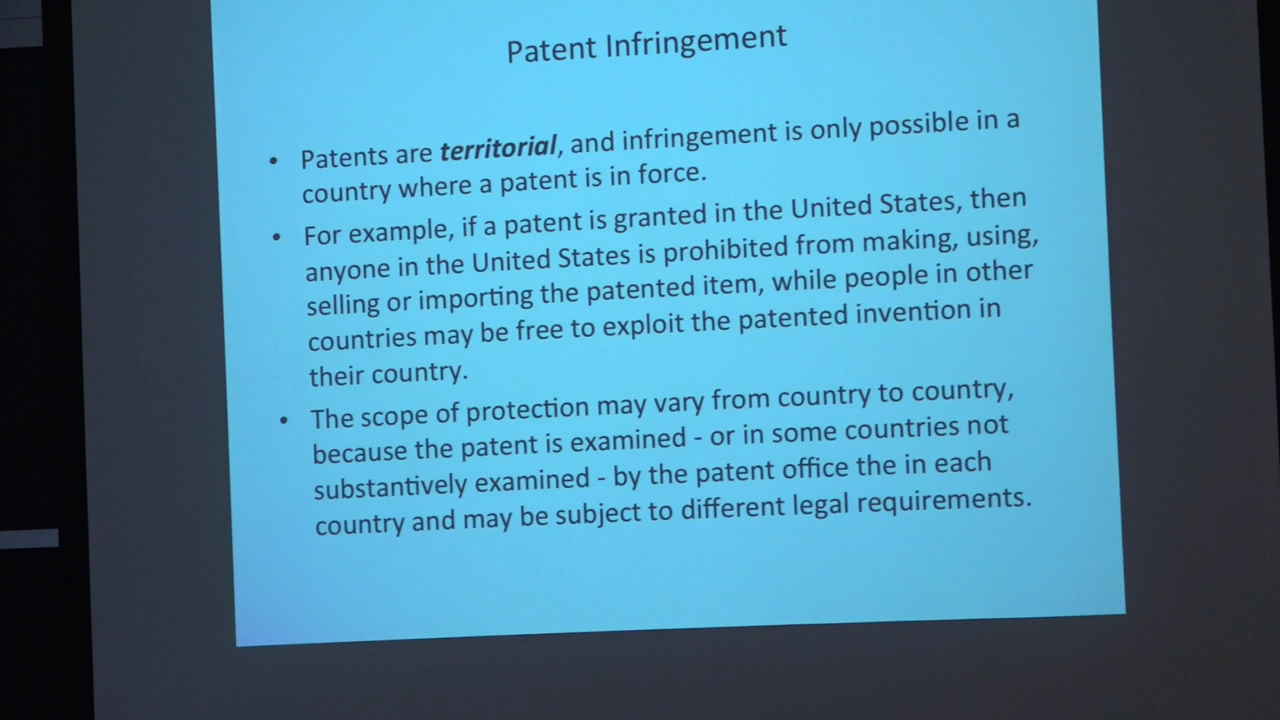 Patent Infringement
• Patents are territorial, and infringement is only possible in a
country where a patent is in force.
• For example, if a patent is granted in the United States, then
anyone in the United States is prohibited from making, using,
selling or importing the patented item, while people in other
countries may be free to exploit the patented invention in
their country.
• The scope of protection may vary from country to country,
because the patent is examined - or in some countries not
substantively examined - by the patent office the in each
country and may be subject to different legal requirements.